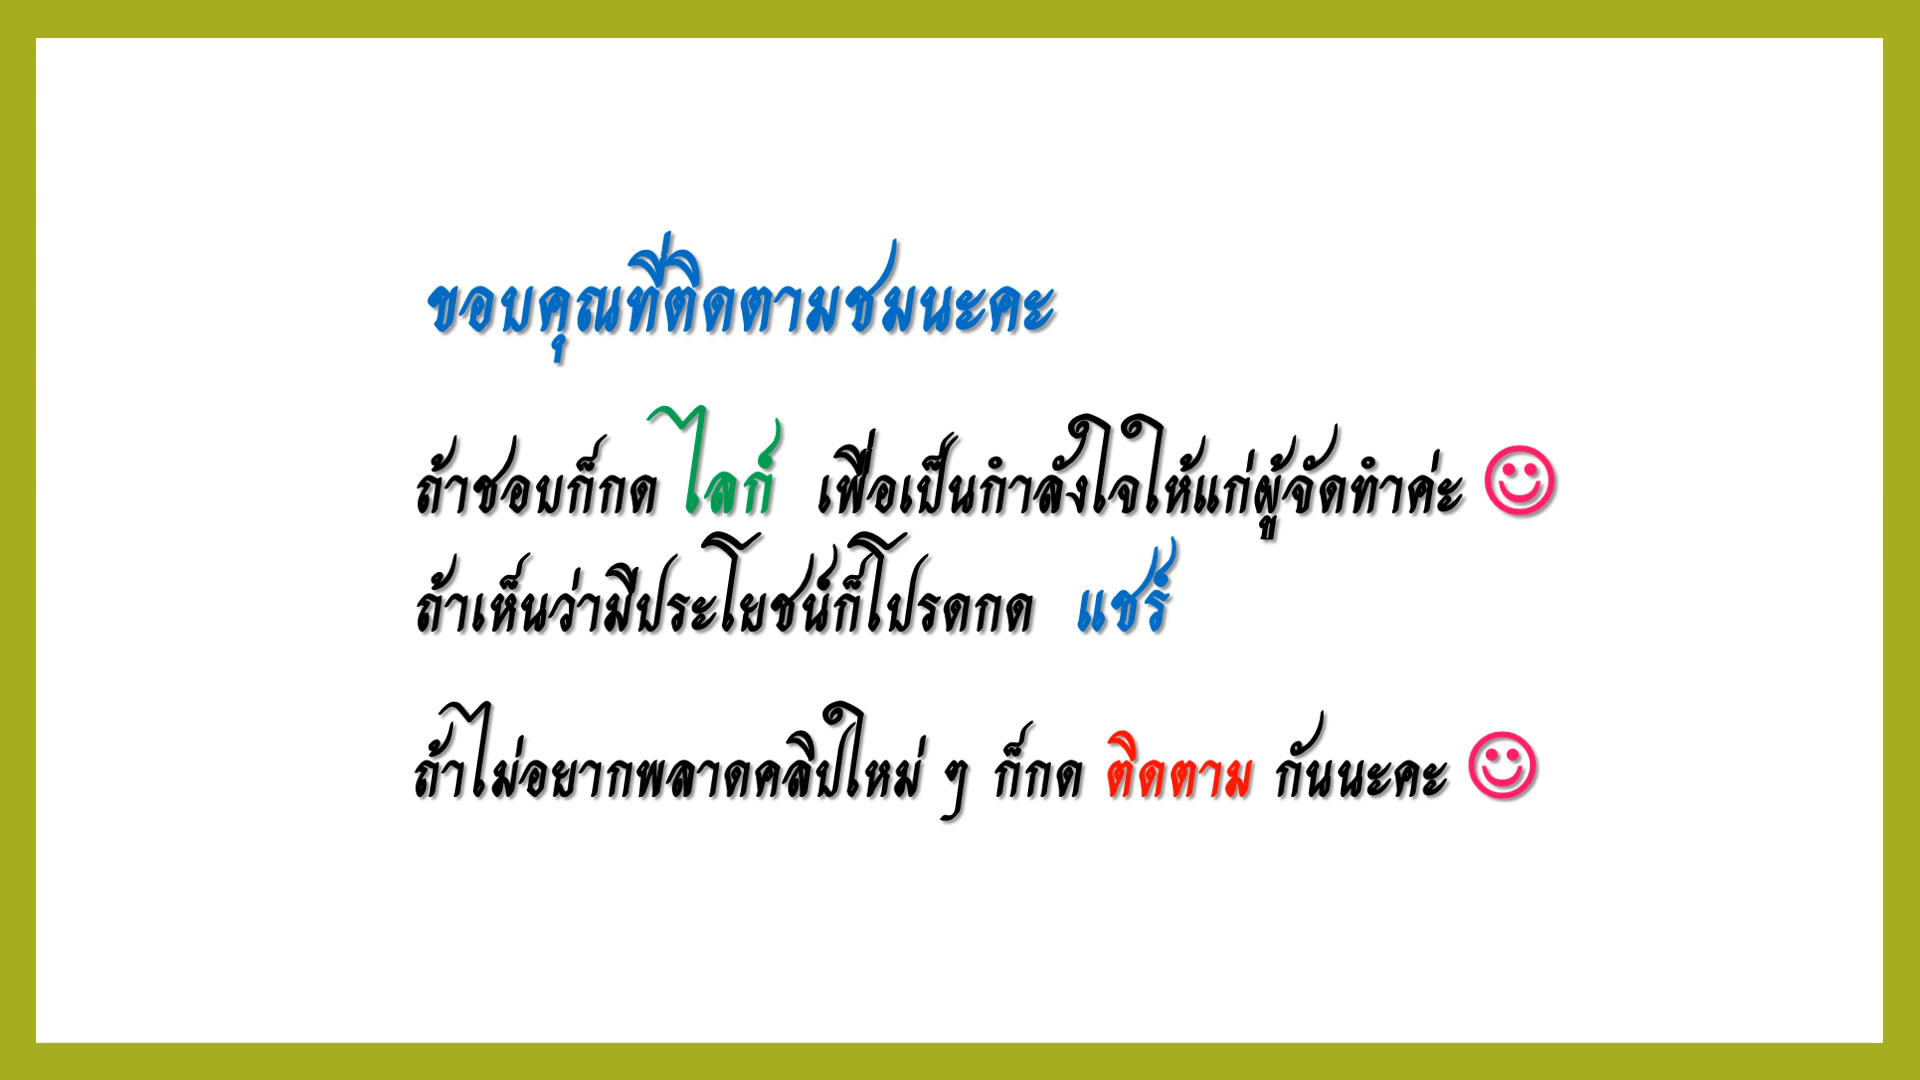 ขอบคุณที่ติดตามชมนะคะ
ถ้าชอบก็กด ไลก์ เพื่อเป็นกำลังใจให้แก่ผู้จัดทำค่ะ ☺
ถ้าเห็นว่ามีประโยชน์ก็โปรดกด แชร์
ถ้าไม่อยากพลาดคลิปใหม่ ๆ ก็กด ติดตาม กันนะคะ ☺